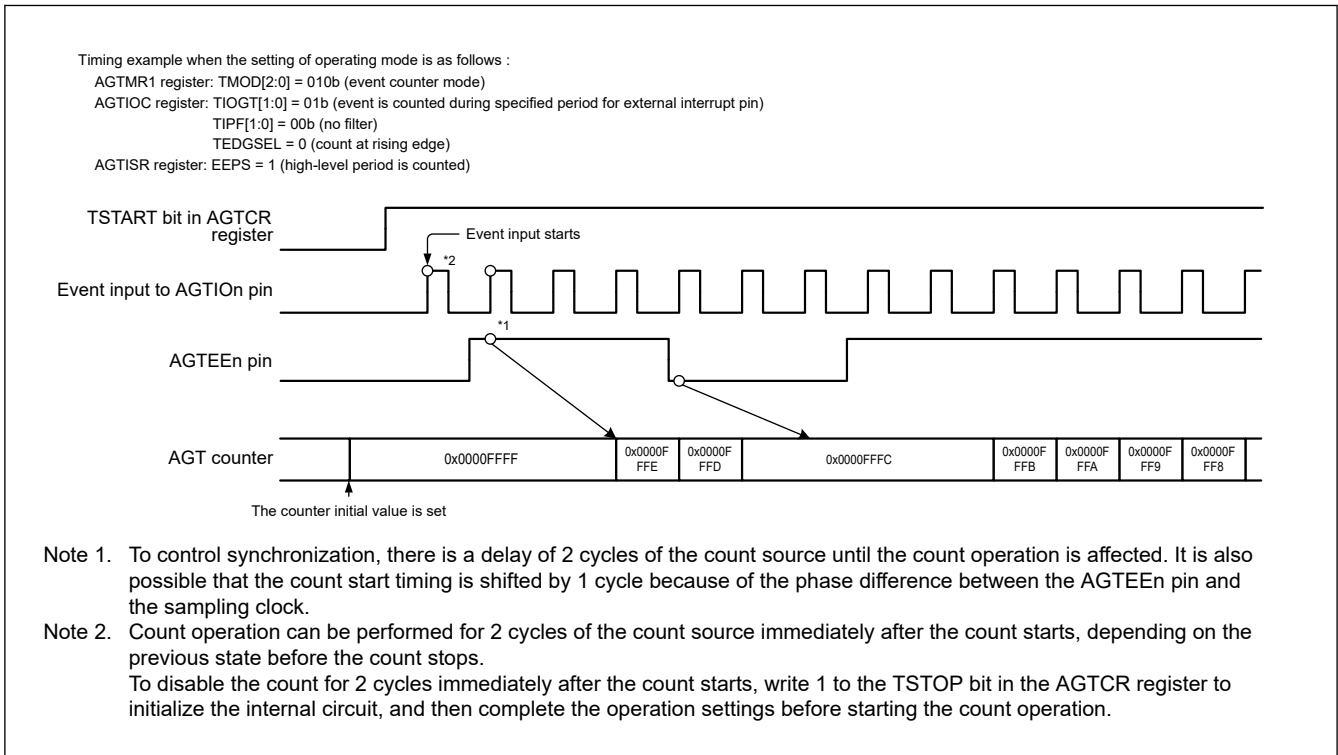 Timing example when the setting of operating mode is as follows :
AGTMR1 register: TMOD[2:0] = 010b (event counter mode)
AGTIOC register: TIOGT[1:0] = 01b (event is counted during specified period for external interrupt pin)
TIPF[1:0] = 00b (no filter)
TEDGSEL = 0 (count at rising edge)
AGTISR register: EEPS = 1 (high-level period is counted)
TSTART bit in AGTCR
register
Event input starts
*2
Event input to AGTIOn pin
*1
AGTEEn pin
AGT counter
0x0000FFFF
0x0000F
FFE
0x0000F
FFD
0x0000FFFC
0x0000F
FFB
0x0000F
FFA
0x0000F
FF9
0x0000F
FF8
The counter initial value is set
Note 1. To control synchronization, there is a delay of 2 cycles of the count source until the count operation is affected. It is also
possible that the count start timing is shifted by 1 cycle because of the phase difference between the AGTEEn pin and
the sampling clock.
Note 2. Count operation can be performed for 2 cycles of the count source immediately after the count starts, depending on the
previous state before the count stops.
To disable the count for 2 cycles immediately after the count starts, write 1 to the TSTOP bit in the AGTCR register to
initialize the internal circuit, and then complete the operation settings before starting the count operation.